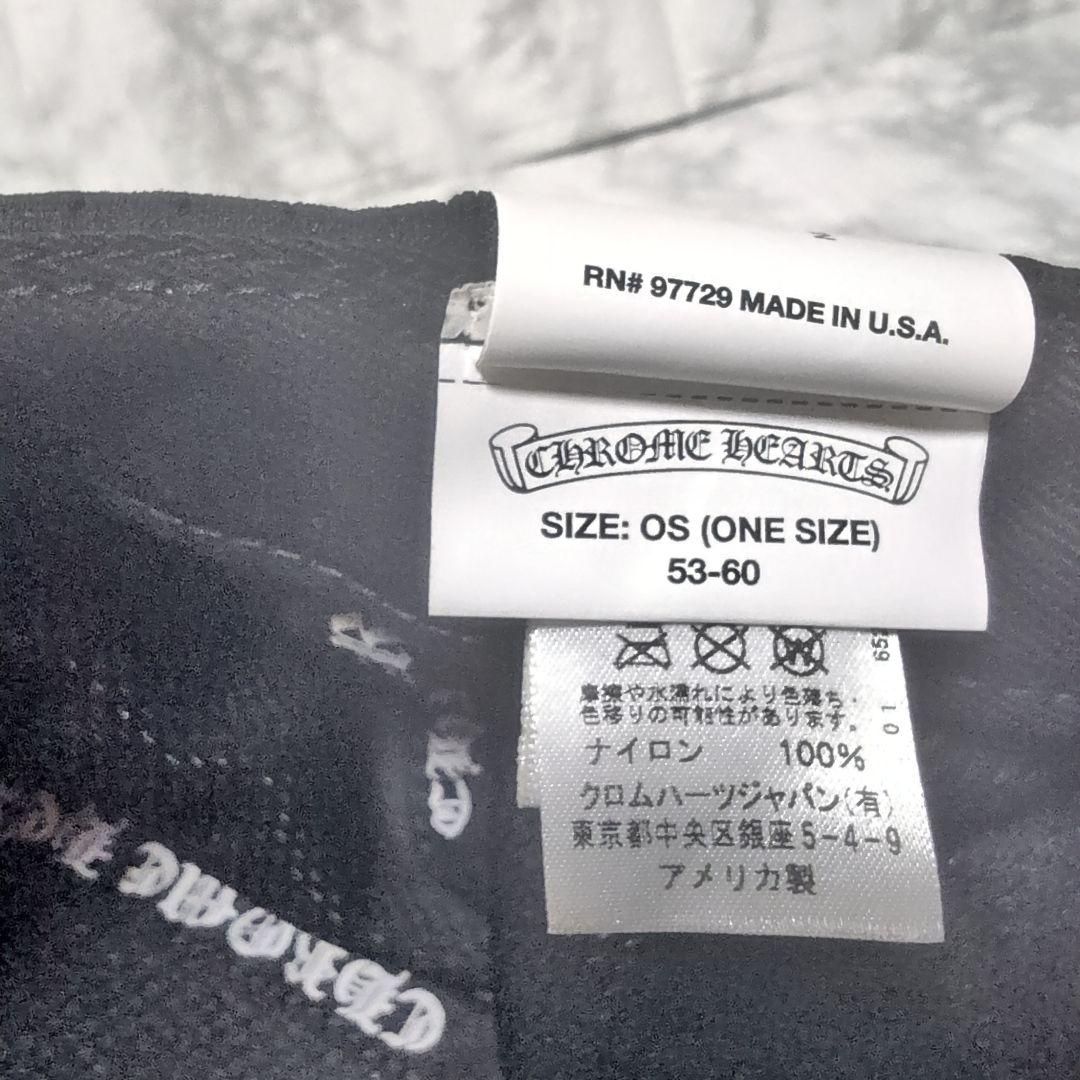 RN# 97729 MADE IN U.S.A.
CHROME HEARTS
SIZE: OS (ONE SIZE)
53-60
摩擦や水濡れにより色落ち・
色移りの可能性があります。
ナイロン 100%
クロムハーツジャパン(有)
東京都中央区銀座5-4-9
アメリカ製
01
CHROME